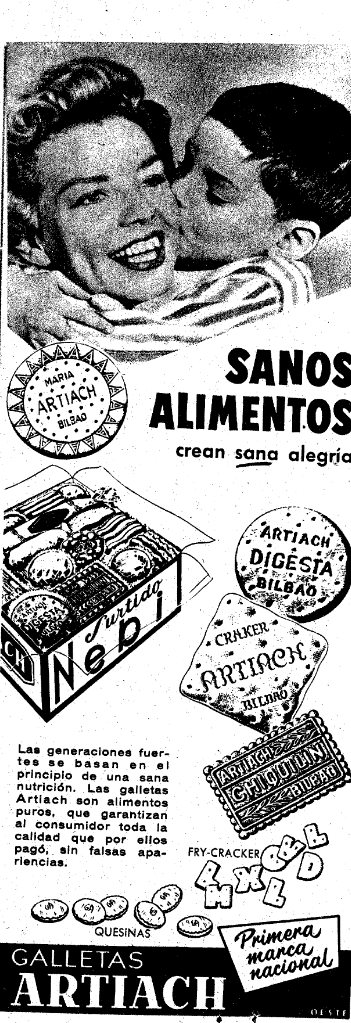 SANOS
ALIMENTOS
crean sana alegría
MARIA
ARTIACH
BILBAO
Surtido
Nebi
CH
ARTIACH
DIGESTA
BILBAO
CRAKER
ARTIACH
BILBAO
ARTIACH
CHIQUILIN
BILBAO
Las generaciones fuer-
tes se basan en el
principio de una sana
nutrición. Las galletas
Artiach son alimentos
puros, que garantizan
al consumidor toda la
calidad que por ellos
pagó, sin falsas apa-
riencias.
FRY-CRACKER
QUESINAS
Primera
marca
nacional
GALLETAS
ARTIACH
OESTE